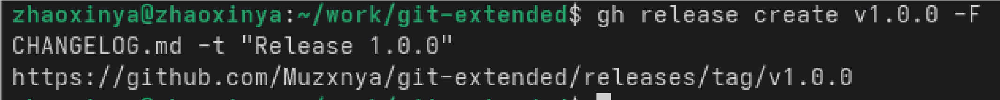 zhaoxinya@zhaoxinya:~/work/git-extended$ gh release create v1.0.0 -F
CHANGELOG.md -t "Release 1.0.0"
https://github.com/Muzxnya/git-extended/releases/tag/v1.0.0